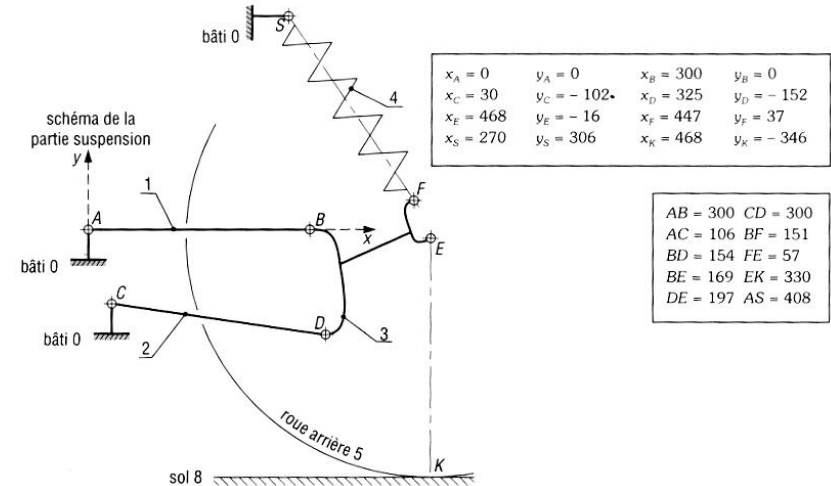 S
bâti 0
4
schéma de la
partie suspension
y
1
A
B
x
F
E
bâti 0
C
D
bâti 0
2
3
roue arrière 5
K
sol 8
x_A = 0 y_A = 0 x_B = 300 y_B = 0
x_C = 30 y_C = – 102 x_D = 325 y_D = – 152
x_E = 468 y_E = – 16 x_F = 447 y_F = 37
x_S = 270 y_S = 306 x_K = 468 y_K = – 346
AB = 300 CD = 300
AC = 106 BF = 151
BD = 154 FE = 57
BE = 169 EK = 330
DE = 197 AS = 408